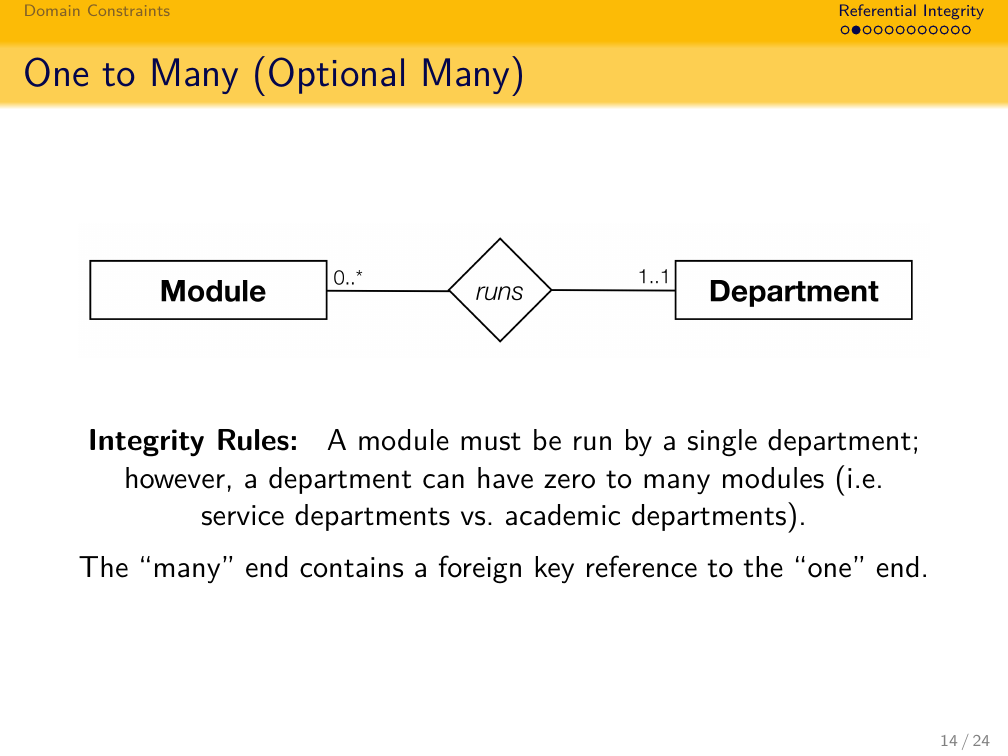 Domain Constraints
Referential Integrity
One to Many (Optional Many)
Module
0..*
runs
1..1
Department
Integrity Rules: A module must be run by a single department;
however, a department can have zero to many modules (i.e.
service departments vs. academic departments).
The “many” end contains a foreign key reference to the “one” end.
14 / 24